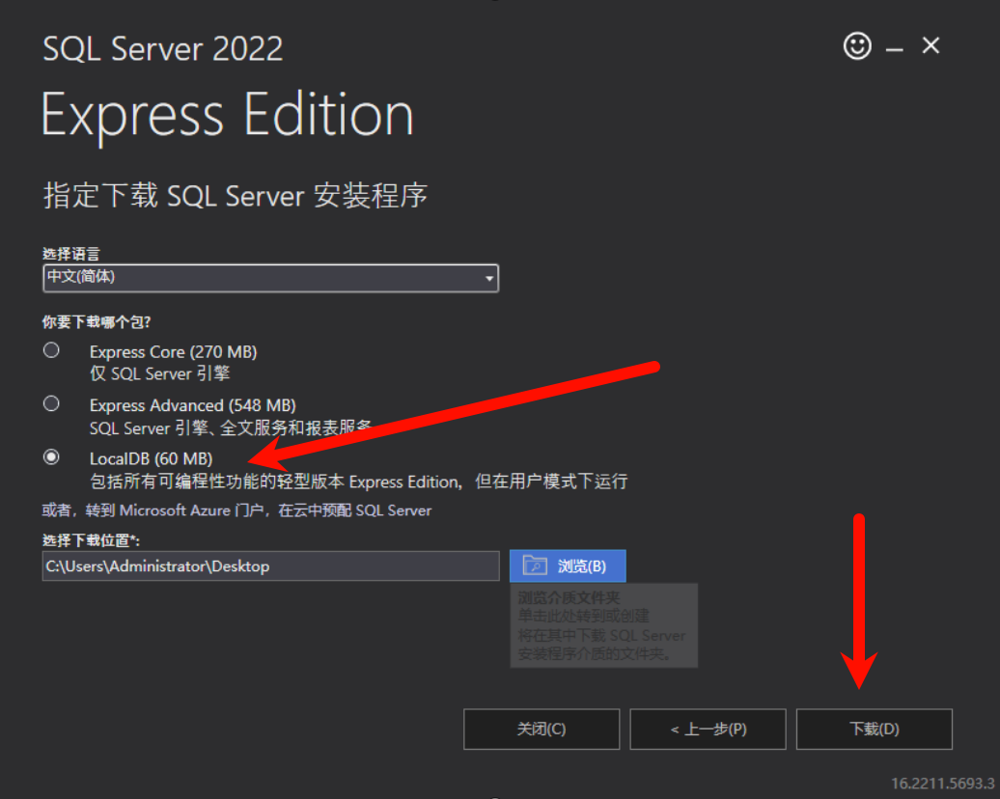 SQL Server 2022
Express Edition
指定下载 SQL Server 安装程序
选择语言
中文(简体)
你要下载哪个包?
Express Core (270 MB)
仅 SQL Server 引擎
Express Advanced (548 MB)
SQL Server 引擎、全文服务和报表服务
LocalDB (60 MB)
包括所有可编程性功能的轻型版本 Express Edition，但在用户模式下运行
或者，转到 Microsoft Azure 门户，在云中预配 SQL Server
选择下载位置*:
C:\Users\Administrator\Desktop
浏览(B)
浏览介质文件夹
单击此处转到或创建
将在其中下载 SQL Server
安装程序介质的文件夹。
关闭(C)
< 上一步(P)
下载(D)
16.2211.5693.3